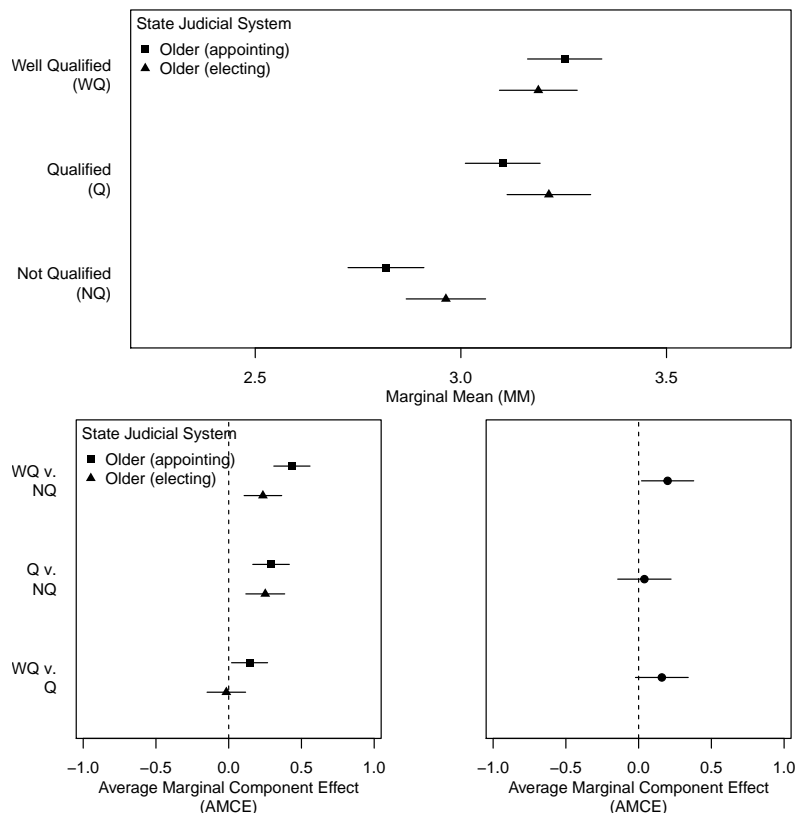 State Judicial System
Older (appointing)
Older (electing)
Well Qualified
(WQ)
Qualified
(Q)
Not Qualified
(NQ)
2.5 3.0 3.5
Marginal Mean (MM)
State Judicial System
Older (appointing)
Older (electing)
WQ v.
NQ
Q v.
NQ
WQ v.
Q
−1.0 −0.5 0.0 0.5 1.0
Average Marginal Component Effect
(AMCE)
−1.0 −0.5 0.0 0.5 1.0
Average Marginal Component Effect
(AMCE)